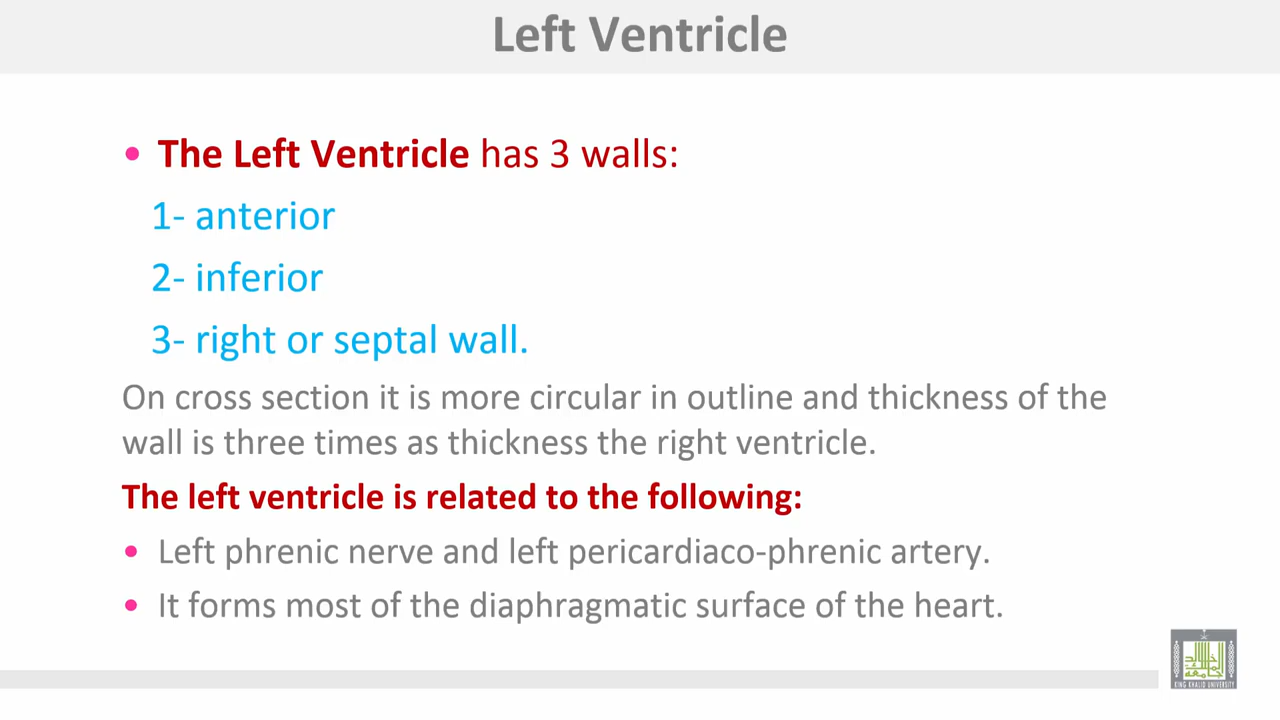 Left Ventricle
• The Left Ventricle has 3 walls:
1- anterior
2- inferior
3- right or septal wall.
On cross section it is more circular in outline and thickness of the
wall is three times as thickness the right ventricle.
The left ventricle is related to the following:
• Left phrenic nerve and left pericardiaco-phrenic artery.
• It forms most of the diaphragmatic surface of the heart.
KING KHALID UNIVERSITY